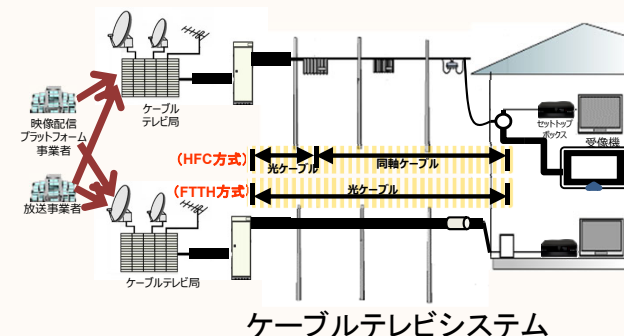 ケーブル
テレビ局
映像配信
プラットフォーム
事業者
セットトップ
ボックス
受像機
(HFC方式)
光ケーブル
同軸ケーブル
(FTTH方式)
光ケーブル
放送事業者
ケーブルテレビ局
ケーブルテレビシステム